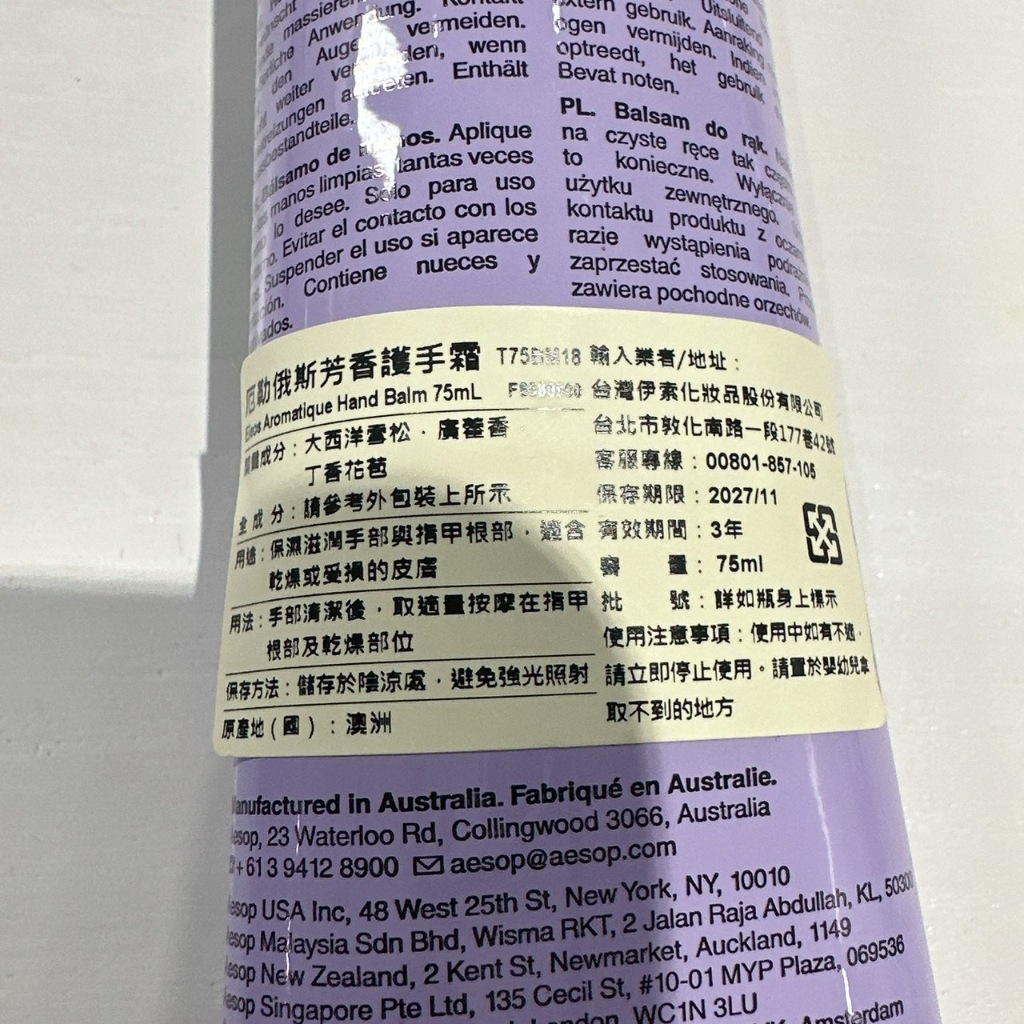 massieren.
Anwendung. Kontakt
den Augen vermeiden.
weiter verwenden, wenn
auftreten. Enthält
Bálsamo de manos. Aplique
manos limpias tantas veces
lo desee. Solo para uso
Evitar el contacto con los
Suspender el uso si aparece
Contiene nueces y
Uitsluitend
extern gebruik. Aanraking
ogen vermijden. Indien
optreedt, het gebruik
Bevat noten.
PL. Balsam do rąk.
na czyste ręce tak często
to konieczne. Wyłącznie
użytku zewnętrznego.
kontaktu produktu z oczami
razie wystąpienia
zaprzestać stosowania.
zawiera pochodne orzechów.
厄勒俄斯芳香護手霜 T75BM18
Eleos Aromatique Hand Balm 75mL
成分：大西洋雪松．廣藿香
丁香花苞
全成分：請參考外包裝上所示
用途：保濕滋潤手部與指甲根部，適合
乾燥或受損的皮膚
用法：手部清潔後，取適量按摩在指甲
根部及乾燥部位
保存方法：儲存於陰涼處，避免強光照射
原產地(國)：澳洲
輸入業者/地址：
台灣伊索化妝品股份有限公司
台北市敦化南路一段177巷42號
客服專線：00801-857-105
保存期限：2027/11
有效期間：3年
容量：75ml
批號：詳如瓶身上標示
使用注意事項：使用中如有不適，
請立即停止使用。請置於嬰幼兒拿
取不到的地方
Manufactured in Australia. Fabriqué en Australie.
Aesop, 23 Waterloo Rd, Collingwood 3066, Australia
+61 3 9412 8900 aesop@aesop.com
Aesop USA Inc, 48 West 25th St, New York, NY, 10010
Aesop Malaysia Sdn Bhd, Wisma RKT, 2 Jalan Raja Abdullah, KL, 50300
Aesop New Zealand, 2 Kent St, Newmarket, Auckland, 1149
Aesop Singapore Pte Ltd, 135 Cecil St, #10-01 MYP Plaza, 069536
London, WC1N 3LU
Amsterdam